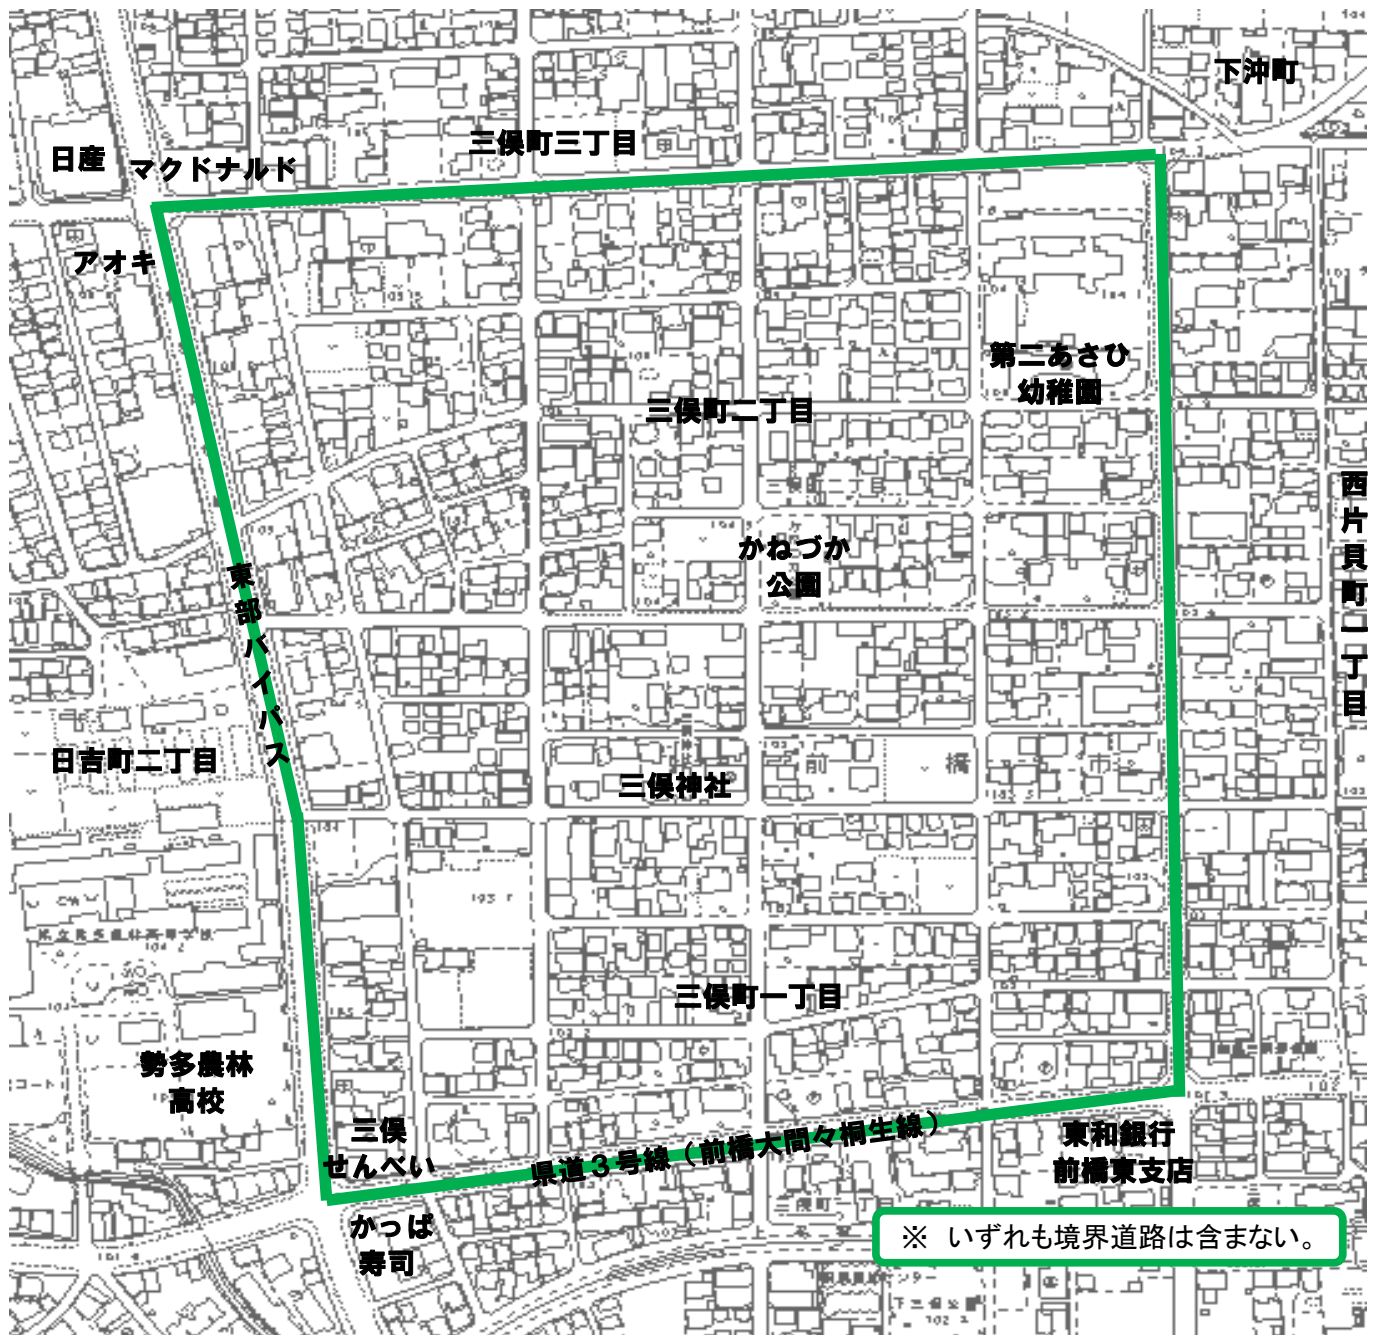 下沖町
三俣町三丁目
日産
マクドナルド
アオキ
第二あさひ
幼稚園
三俣町二丁目
西片貝町一丁目
かねづか
公園
東部バイパス
日吉町二丁目
前橋市
三俣神社
三俣町一丁目
勢多農林
高校
三俣
せんべい
県道3号線（前橋大間々桐生線）
東和銀行
前橋東支店
かっぱ
寿司
※ いずれも境界道路は含まない。